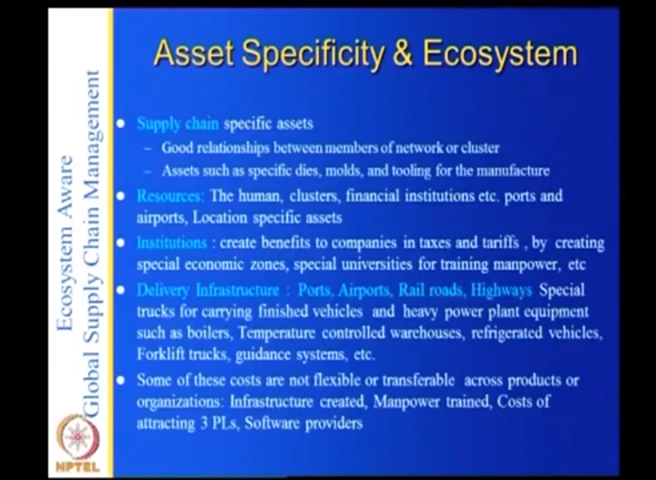 Asset Specificity & Ecosystem
Supply chain specific assets
– Good relationships between members of network or cluster
– Assets such as specific dies, molds, and tooling for the manufacture
Resources: The human, clusters, financial institutions etc. ports and
airports, Location specific assets
Institutions : create benefits to companies in taxes and tariffs , by creating
special economic zones, special universities for training manpower, etc
Delivery Infrastructure : Ports, Airports, Rail roads, Highways Special
trucks for carrying finished vehicles and heavy power plant equipment
such as boilers, Temperature controlled warehouses, refrigerated vehicles,
Forklift trucks, guidance systems, etc.
Some of these costs are not flexible or transferable across products or
organizations: Infrastructure created, Manpower trained, Costs of
attracting 3 PLs, Software providers
Ecosystem Aware
Global Supply Chain Management
NPTEL